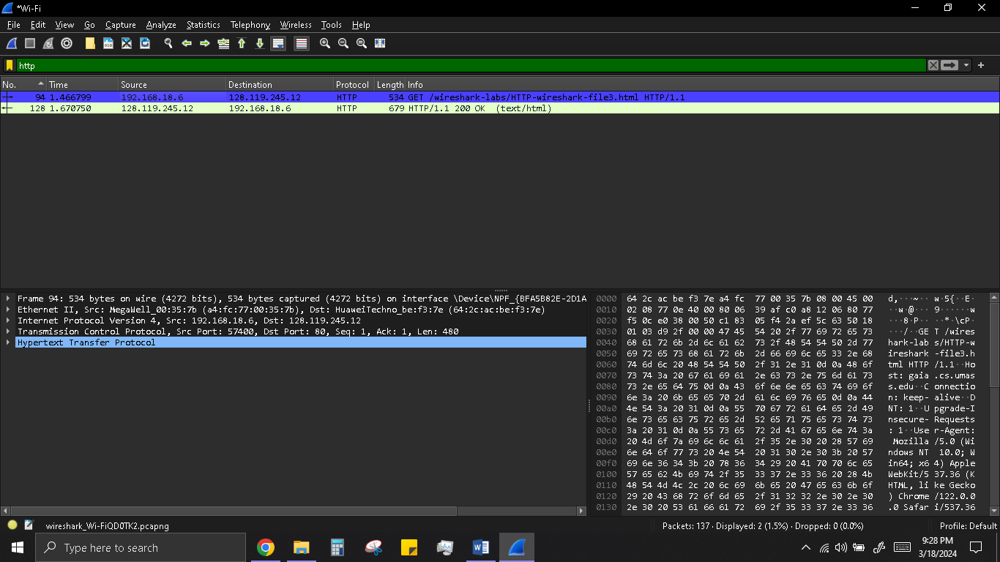 *Wi-Fi
File Edit View Go Capture Analyze Statistics Telephony Wireless Tools Help
http
No. Time Source Destination Protocol Length Info
94 1.466799 192.168.18.6 128.119.245.12 HTTP 534 GET /wireshark-labs/HTTP-wireshark-file3.html HTTP/1.1
128 1.670750 128.119.245.12 192.168.18.6 HTTP 679 HTTP/1.1 200 OK (text/html)
Frame 94: 534 bytes on wire (4272 bits), 534 bytes captured (4272 bits) on interface \Device\NPF_{BFA5B82E-2D1A
Ethernet II, Src: MegaWell_00:35:7b (a4:fc:77:00:35:7b), Dst: HuaweiTechno_be:f3:7e (64:2c:ac:be:f3:7e)
Internet Protocol Version 4, Src: 192.168.18.6, Dst: 128.119.245.12
Transmission Control Protocol, Src Port: 57400, Dst Port: 80, Seq: 1, Ack: 1, Len: 480
Hypertext Transfer Protocol
0000 64 2c ac be f3 7e a4 fc 77 00 35 7b 08 00 45 00 d,···~·· w·5{··E·
0010 02 08 77 0e 40 00 80 06 39 af c0 a8 12 06 80 77 ··w·@··· 9······w
0020 f5 0c e0 38 00 50 c1 83 05 f4 2a ef 5c 63 50 18 ···8·P·· ··*·\cP·
0030 01 03 d9 2f 00 00 47 45 54 20 2f 77 69 72 65 73 ···/··GE T /wires
0040 68 61 72 6b 2d 6c 61 62 73 2f 48 54 54 50 2d 77 hark-lab s/HTTP-w
0050 69 72 65 73 68 61 72 6b 2d 66 69 6c 65 33 2e 68 ireshark -file3.h
0060 74 6d 6c 20 48 54 54 50 2f 31 2e 31 0d 0a 48 6f tml HTTP /1.1··Ho
0070 73 74 3a 20 67 61 69 61 2e 63 73 2e 75 6d 61 73 st: gaia .cs.umas
0080 73 2e 65 64 75 0d 0a 43 6f 6e 6e 65 63 74 69 6f s.edu··C onnectio
0090 6e 3a 20 6b 65 65 70 2d 61 6c 69 76 65 0d 0a 44 n: keep- alive··D
00a0 4e 54 3a 20 31 0d 0a 55 70 67 72 61 64 65 2d 49 NT: 1··U pgrade-I
00b0 6e 73 65 63 75 72 65 2d 52 65 71 75 65 73 74 73 nsecure- Requests
00c0 3a 20 31 0d 0a 55 73 65 72 2d 41 67 65 6e 74 3a : 1··Use r-Agent:
00d0 20 4d 6f 7a 69 6c 6c 61 2f 35 2e 30 20 28 57 69 Mozilla /5.0 (Wi
00e0 6e 64 6f 77 73 20 4e 54 20 31 30 2e 30 3b 20 57 ndows NT 10.0; W
00f0 69 6e 36 34 3b 20 78 36 34 29 20 41 70 70 6c 65 in64; x6 4) Apple
0100 57 65 62 4b 69 74 2f 35 33 37 2e 33 36 20 28 4b WebKit/5 37.36 (K
0110 48 54 4d 4c 2c 20 6c 69 6b 65 20 47 65 63 6b 6f HTML, li ke Gecko
0120 29 20 43 68 72 6f 6d 65 2f 31 32 32 2e 30 2e 30 ) Chrome /122.0.0
0130 2e 30 20 53 61 66 61 72 69 2f 35 33 37 2e 33 36 .0 Safar i/537.36
wireshark_Wi-FiQD0TK2.pcapng
Packets: 137 · Displayed: 2 (1.5%) · Dropped: 0 (0.0%)
Profile: Default
Type here to search
9:28 PM
3/18/2024